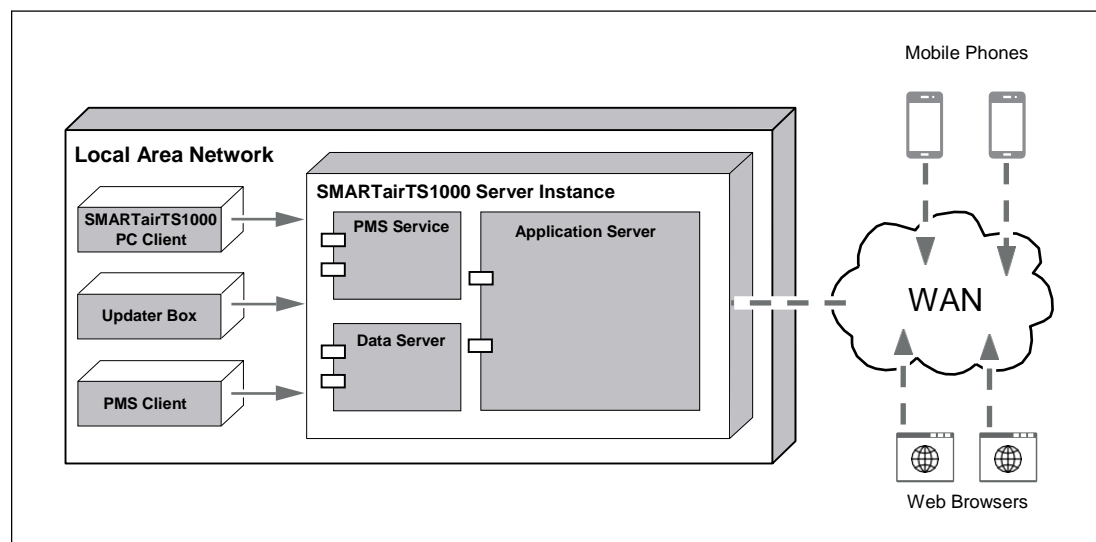 Mobile Phones
Local Area Network
SMARTairTS1000 Server Instance
SMARTairTS1000
PC Client
PMS Service
Application Server
Updater Box
WAN
Data Server
PMS Client
Web Browsers